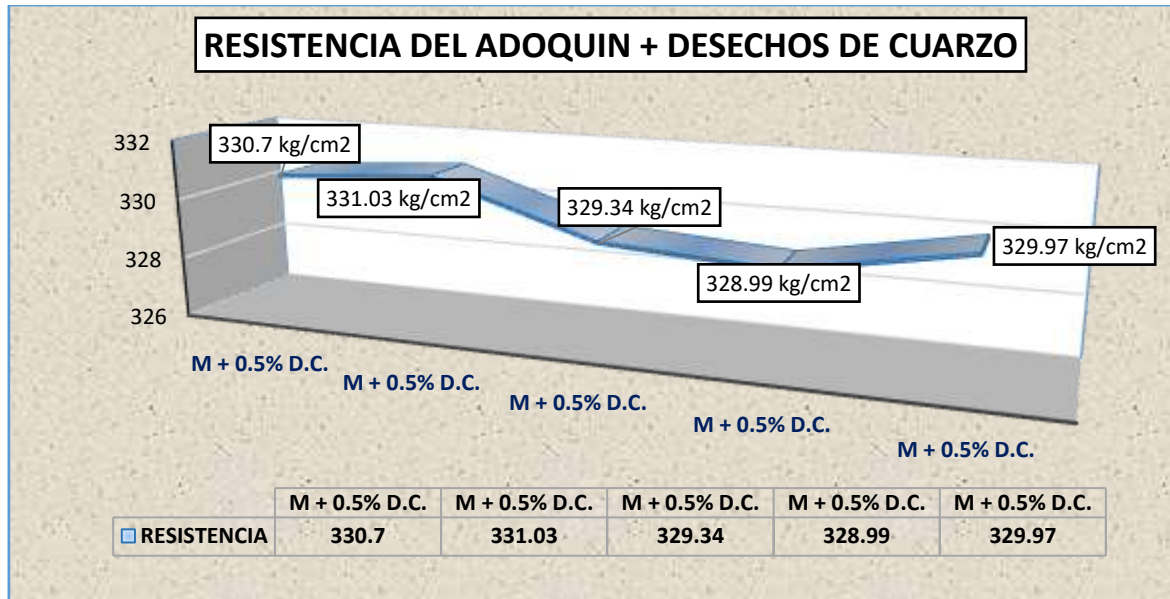 RESISTENCIA DEL ADOQUIN + DESECHOS DE CUARZO
332
330
328
326
330.7 kg/cm2
331.03 kg/cm2
329.34 kg/cm2
328.99 kg/cm2
329.97 kg/cm2
M + 0.5% D.C.
M + 0.5% D.C.
M + 0.5% D.C.
M + 0.5% D.C.
M + 0.5% D.C.
M + 0.5% D.C. M + 0.5% D.C. M + 0.5% D.C. M + 0.5% D.C. M + 0.5% D.C.
RESISTENCIA 330.7 331.03 329.34 328.99 329.97